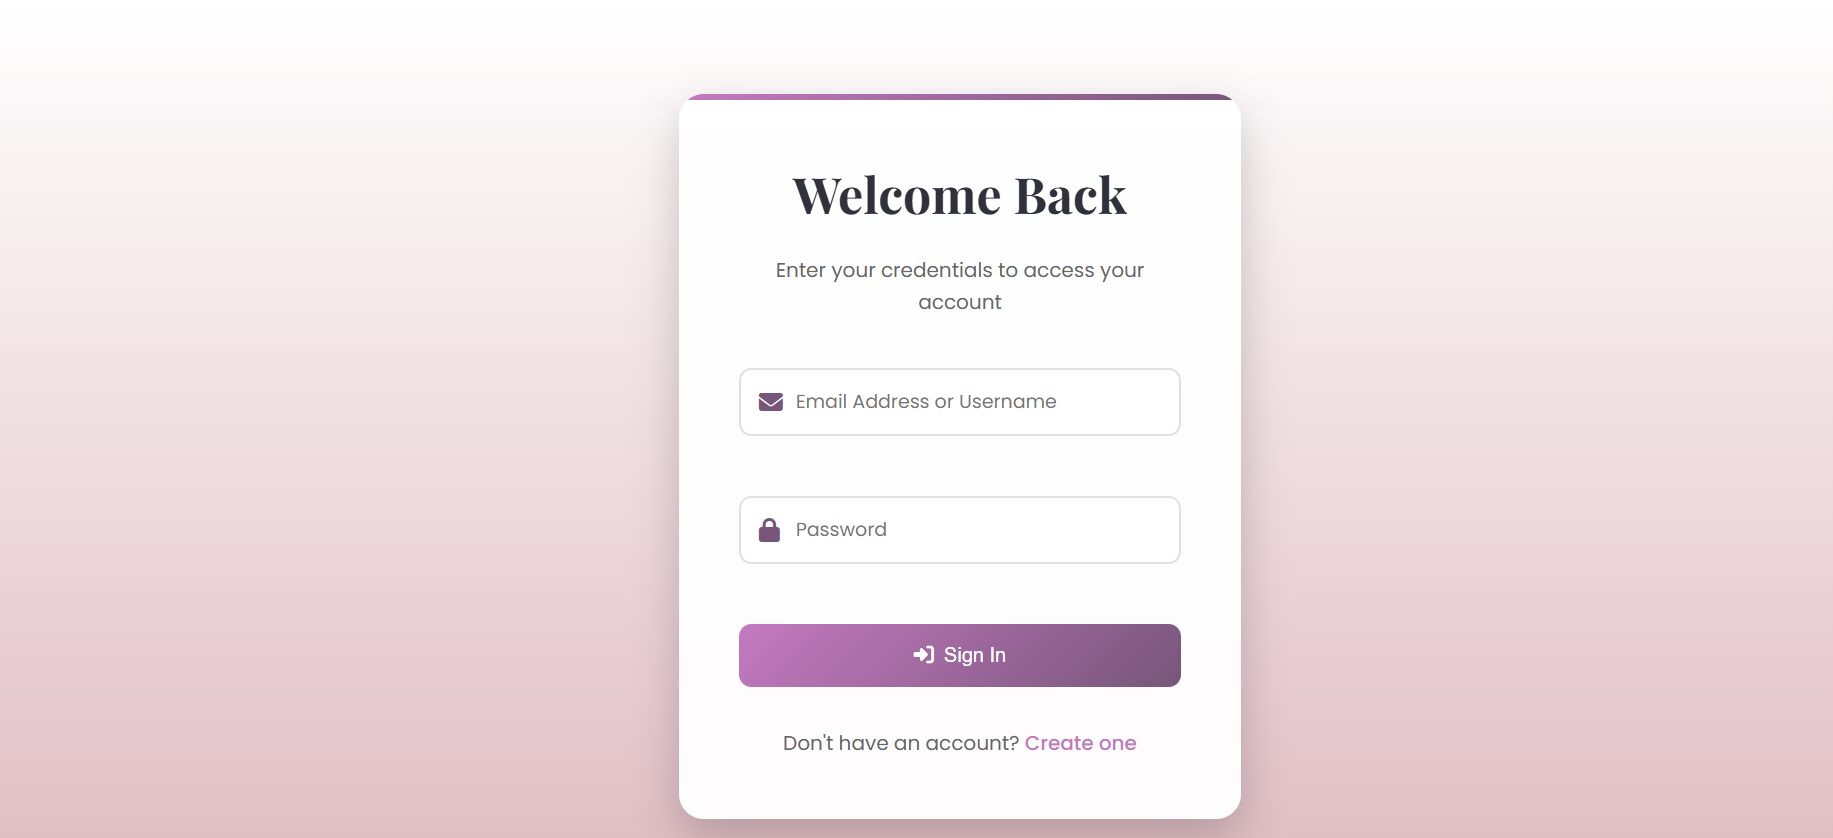 Welcome Back
Enter your credentials to access your
account
Email Address or Username
Password
Sign In
Don't have an account? Create one